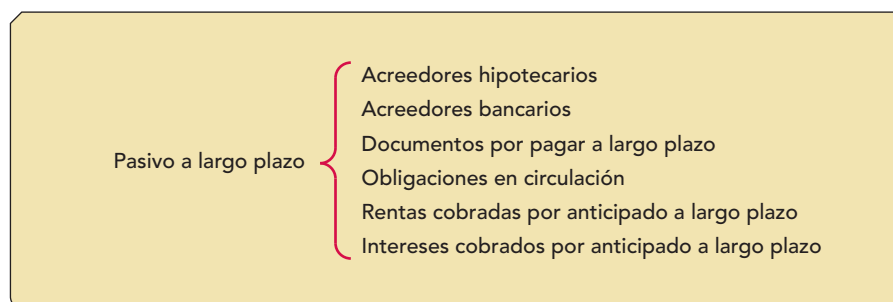 Acreedores hipotecarios
Acreedores bancarios
Documentos por pagar a largo plazo
Pasivo a largo plazo
Obligaciones en circulación
Rentas cobradas por anticipado a largo plazo
Intereses cobrados por anticipado a largo plazo